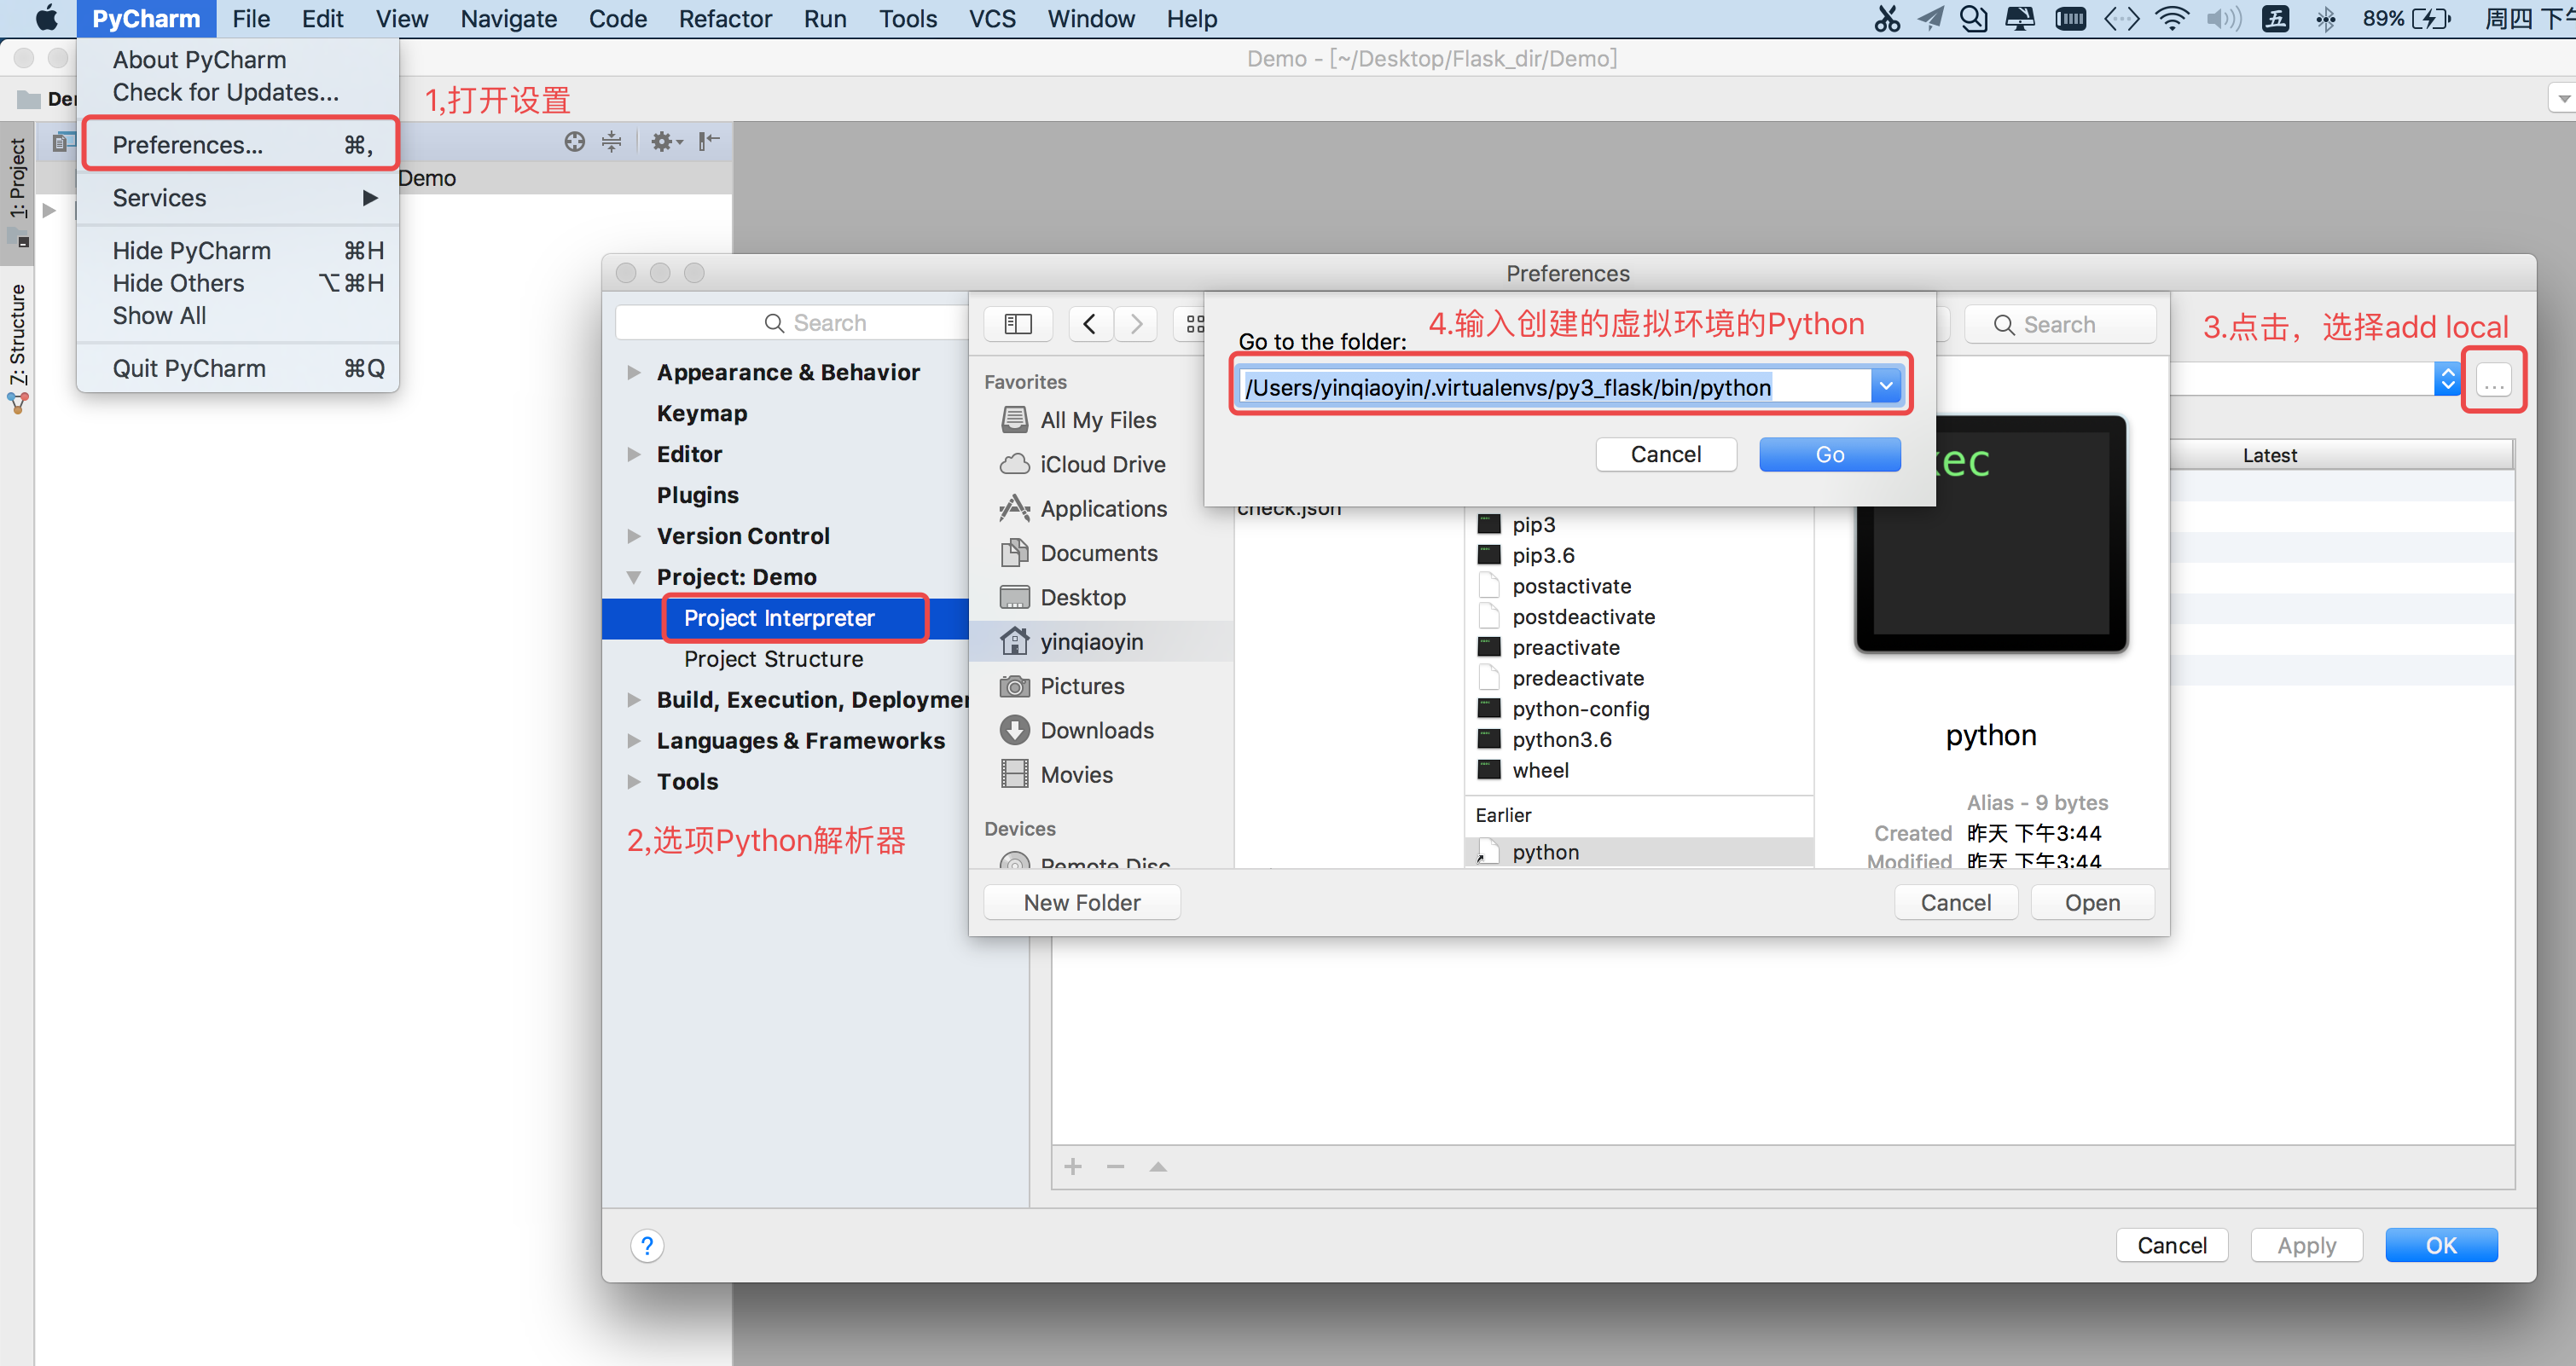 PyCharm File Edit View Navigate Code Refactor Run Tools VCS Window Help 五 89% 周四 下午
Demo - [~/Desktop/Flask_dir/Demo]
About PyCharm
Check for Updates...
1,打开设置
Preferences... ⌘,
Demo
Services
Hide PyCharm ⌘H
Hide Others ⌥⌘H
Show All
Quit PyCharm ⌘Q
1: Project
Z: Structure
Preferences
Search
Appearance & Behavior
Keymap
Editor
Plugins
Version Control
Project: Demo
Project Interpreter
Project Structure
Build, Execution, Deployme
Languages & Frameworks
Tools
2,选项Python解析器
Search
3.点击，选择add local
...
Latest
4.输入创建的虚拟环境的Python
Go to the folder:
/Users/yinqiaoyin/.virtualenvs/py3_flask/bin/python
Cancel Go
Favorites
All My Files
iCloud Drive
Applications
Documents
Desktop
yinqiaoyin
Pictures
Downloads
Movies
Devices
Remote Disc
check.json
pip3
pip3.6
postactivate
postdeactivate
preactivate
predeactivate
python-config
python3.6
wheel
Earlier
python
ec
python
Alias - 9 bytes
Created 昨天 下午3:44
Modified 昨天 下午3:44
New Folder Cancel Open
? Cancel Apply OK